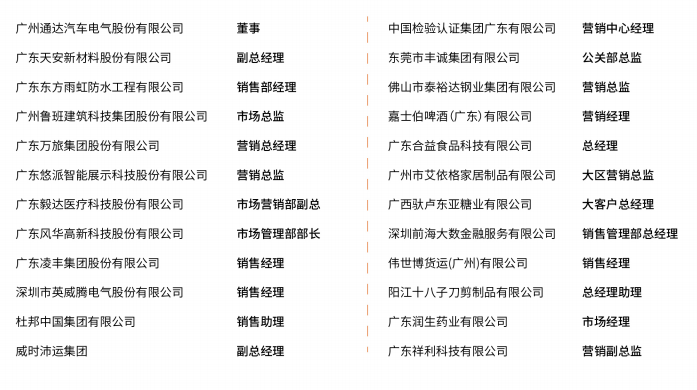 广州通达汽车电气股份有限公司 董事
广东天安新材料股份有限公司 副总经理
广东东方雨虹防水工程有限公司 销售部经理
广州鲁班建筑科技集团股份有限公司 市场总监
广东万旅集团股份有限公司 营销总经理
广东悠派智能展示科技股份有限公司 营销总监
广东毅达医疗科技股份有限公司 市场营销部副总
广东风华高新科技股份有限公司 市场管理部部长
广东凌丰集团股份有限公司 销售经理
深圳市英威腾电气股份有限公司 销售经理
杜邦中国集团有限公司 销售助理
威时沛运集团 副总经理
中国检验认证集团广东有限公司 营销中心经理
东莞市丰诚集团有限公司 公关部总监
佛山市泰裕达钢业集团有限公司 营销总监
嘉士伯啤酒(广东)有限公司 营销经理
广东合益食品科技有限公司 总经理
广州市艾依格家居制品有限公司 大区营销总监
广西驮卢东亚糖业有限公司 大客户总经理
深圳前海大数金融服务有限公司 销售管理部总经理
伟世博货运(广州)有限公司 销售经理
阳江十八子刀剪制品有限公司 总经理助理
广东润生药业有限公司 市场经理
广东祥利科技有限公司 营销副总监